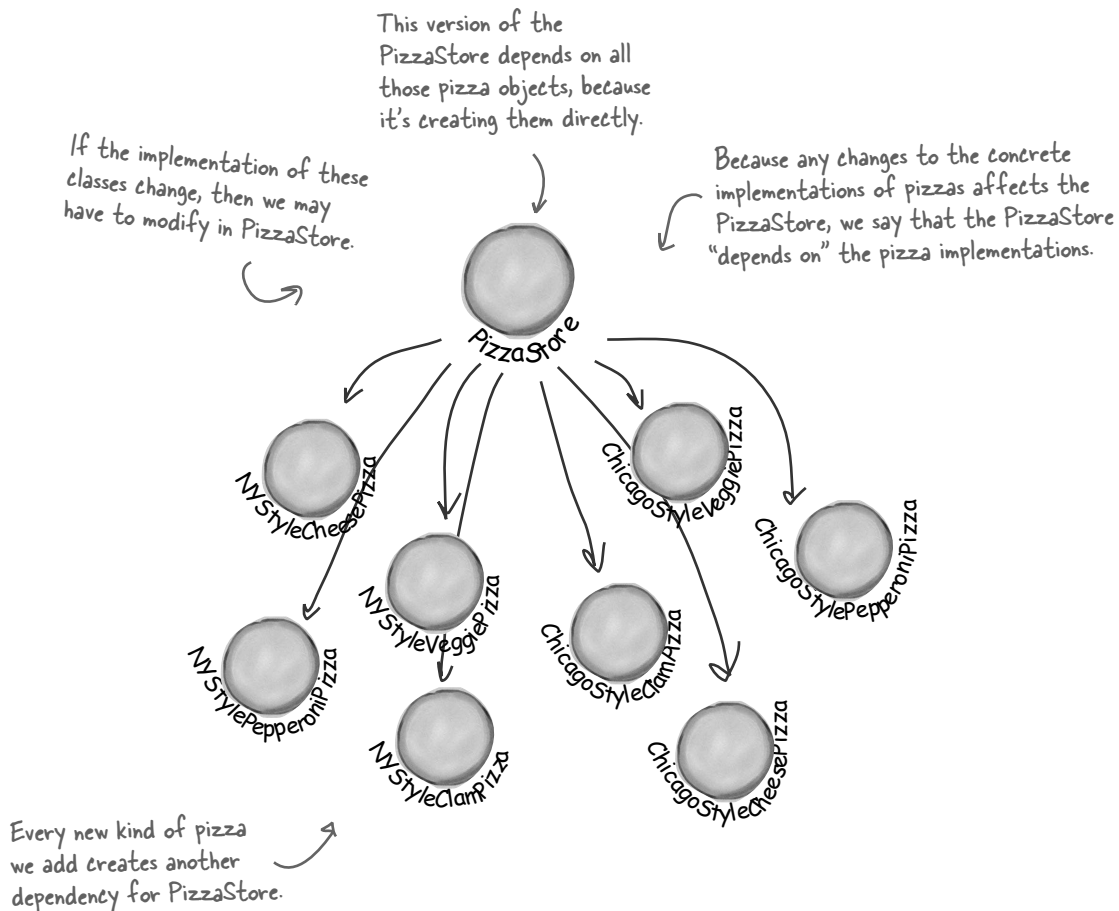 This version of the
PizzaStore depends on all
those pizza objects, because
it's creating them directly.
If the implementation of these
classes change, then we may
have to modify in PizzaStore.
Because any changes to the concrete
implementations of pizzas affects the
PizzaStore, we say that the PizzaStore
“depends on” the pizza implementations.
PizzaStore
NYStyleCheesePizza
ChicagoStyleVeggiePizza
ChicagoStylePepperoniPizza
NYStyleVeggiePizza
ChicagoStyleClamPizza
NYStylePepperoniPizza
NYStyleClamPizza
ChicagoStyleCheesePizza
Every new kind of pizza
we add creates another
dependency for PizzaStore.